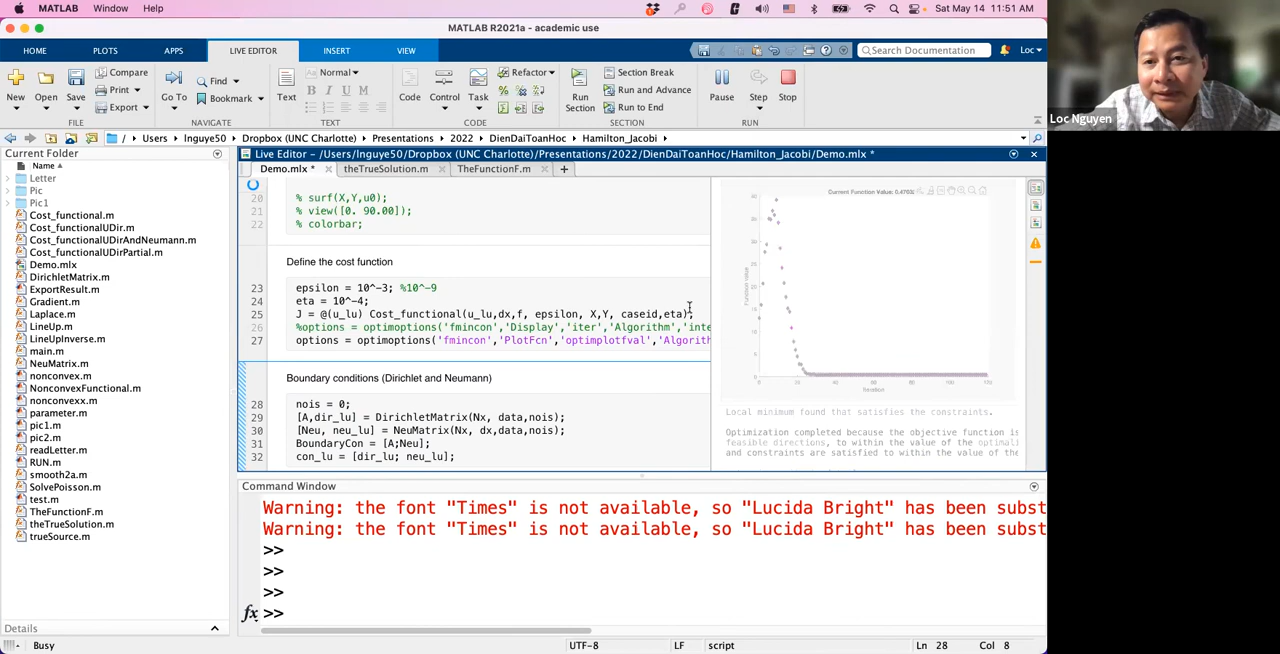 MATLAB Window Help Sat May 14 11:51 AM
MATLAB R2021a - academic use
HOME PLOTS APPS LIVE EDITOR INSERT VIEW Search Documentation Loc
New Open Save Compare Print Export Go To Find Bookmark Text Normal Code Control Task Refactor Run Section Section Break Run and Advance Run to End Pause Step Stop
B I U M
FILE NAVIGATE TEXT CODE SECTION RUN
/ Users lnguye50 Dropbox (UNC Charlotte) Presentations 2022 DienDaiToanHoc Hamilton_Jacobi
Current Folder
Name
Letter
Pic
Pic1
Cost_functional.m
Cost_functionalUDir.m
Cost_functionalUDirAndNeumann.m
Cost_functionalUDirPartial.m
Demo.mlx
DirichletMatrix.m
ExportResult.m
Gradient.m
Laplace.m
LineUp.m
LineUpInverse.m
main.m
NeuMatrix.m
nonconvex.m
NonconvexFunctional.m
nonconvexx.m
parameter.m
pic1.m
pic2.m
readLetter.m
RUN.m
smooth2a.m
SolvePoisson.m
test.m
TheFunctionF.m
theTrueSolution.m
trueSource.m
Details
Live Editor - /Users/lnguye50/Dropbox (UNC Charlotte)/Presentations/2022/DienDaiToanHoc/Hamilton_Jacobi/Demo.mlx *
Demo.mlx * theTrueSolution.m TheFunctionF.m
20 % surf(X,Y,u0);
21 % view([0. 90.00]);
22 % colorbar;
Define the cost function
23 epsilon = 10^-3; %10^-9
24 eta = 10^-4;
25 J = @(u_lu) Cost_functional(u_lu,dx,f, epsilon, X,Y, caseid,eta);
26 %options = optimoptions('fmincon','Display','iter','Algorithm','inte
27 options = optimoptions('fmincon','PlotFcn','optimplotfval','Algorith
Boundary conditions (Dirichlet and Neumann)
28 nois = 0;
29 [A,dir_lu] = DirichletMatrix(Nx, data,nois);
30 [Neu, neu_lu] = NeuMatrix(Nx, dx,data,nois);
31 BoundaryCon = [A;Neu];
32 con_lu = [dir_lu; neu_lu];
Current Function Value:
Function value
Iteration
Local minimum found that satisfies the constraints.
Optimization completed because the objective function is
feasible directions, to within the value of the optimali
and constraints are satisfied to within the value of the
Command Window
Warning: the font "Times" is not available, so "Lucida Bright" has been subst
Warning: the font "Times" is not available, so "Lucida Bright" has been subst
>>
>>
>>
fx >>
Busy UTF-8 LF script Ln 28 Col 8
Loc Nguyen